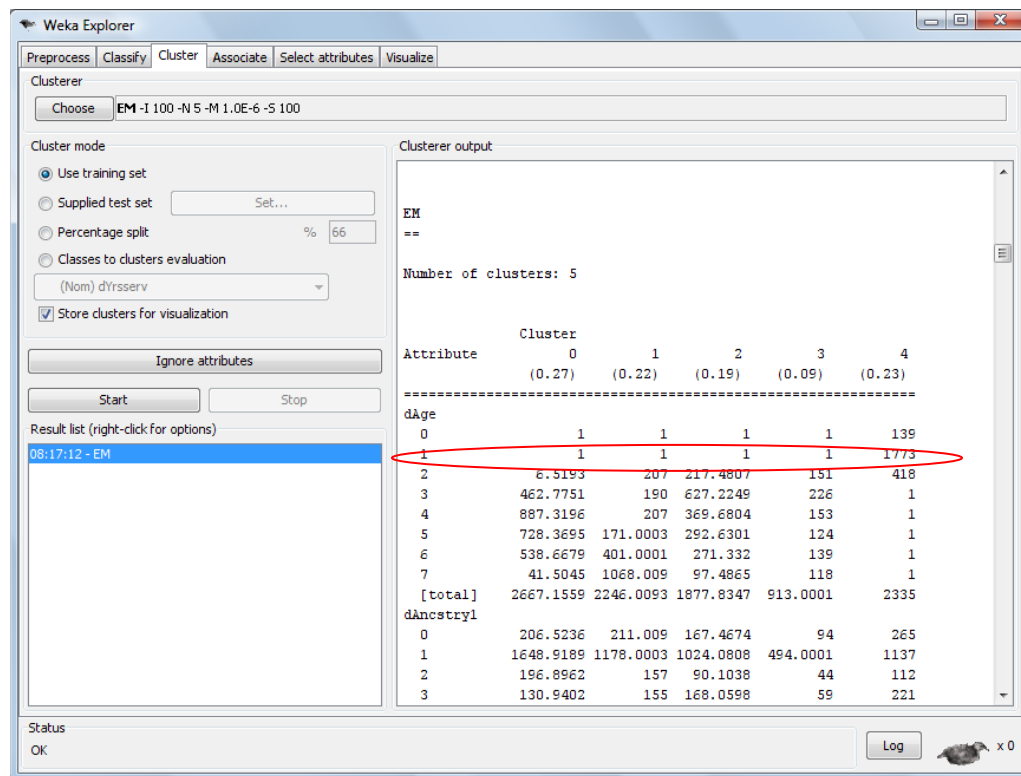 Weka Explorer
Preprocess Classify Cluster Associate Select attributes Visualize
Clusterer
Choose EM -I 100 -N 5 -M 1.0E-6 -S 100
Cluster mode
Use training set
Supplied test set Set...
Percentage split % 66
Classes to clusters evaluation
(Nom) dYrsserv
Store clusters for visualization
Ignore attributes
Start Stop
Result list (right-click for options)
08:17:12 - EM
Clusterer output
EM
==
Number of clusters: 5
Cluster
Attribute 0 1 2 3 4
(0.27) (0.22) (0.19) (0.09) (0.23)
==============================================================
dAge
0 1 1 1 1 139
1 1 1 1 1 1773
2 6.5193 207 217.4807 151 418
3 462.7751 190 627.2249 226 1
4 887.3196 207 369.6804 153 1
5 728.3695 171.0003 292.6301 124 1
6 538.6679 401.0001 271.332 139 1
7 41.5045 1068.009 97.4865 118 1
[total] 2667.1559 2246.0093 1877.8347 913.0001 2335
dAncstry1
0 206.5236 211.009 167.4674 94 265
1 1648.9189 1178.0003 1024.0808 494.0001 1137
2 196.8962 157 90.1038 44 112
3 130.9402 155 168.0598 59 221
Status
OK
Log x 0